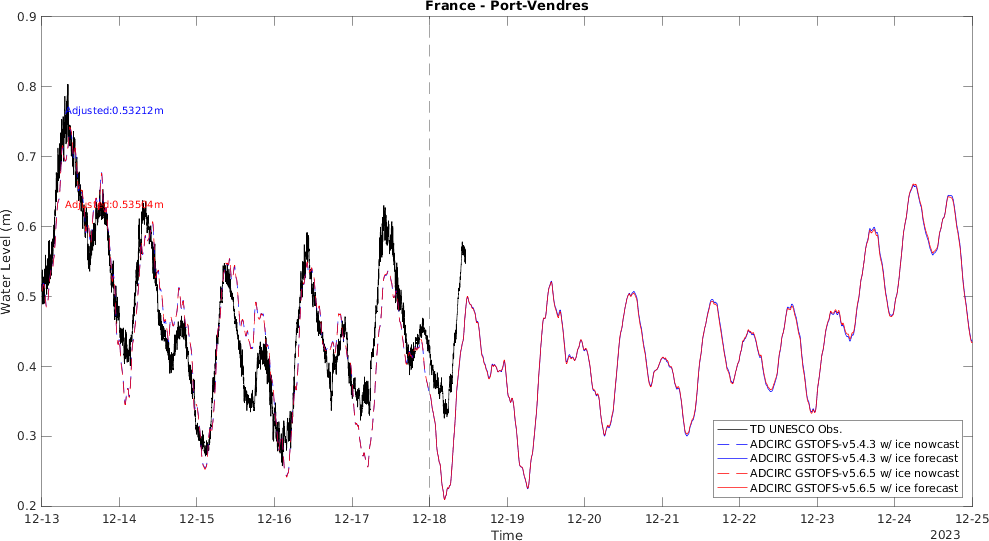 France - Port-Vendres
Water Level (m)
0.9
0.8
0.7
0.6
0.5
0.4
0.3
0.2
Adjusted:0.53212m
TD UNESCO Obs.
ADCIRC GSTOFS-v5.4.3 w/ ice nowcast
ADCIRC GSTOFS-v5.4.3 w/ ice forecast
ADCIRC GSTOFS-v5.6.5 w/ ice nowcast
ADCIRC GSTOFS-v5.6.5 w/ ice forecast
12-13 12-14 12-15 12-16 12-17 12-18 12-19 12-20 12-21 12-22 12-23 12-24 12-25
Time
2023